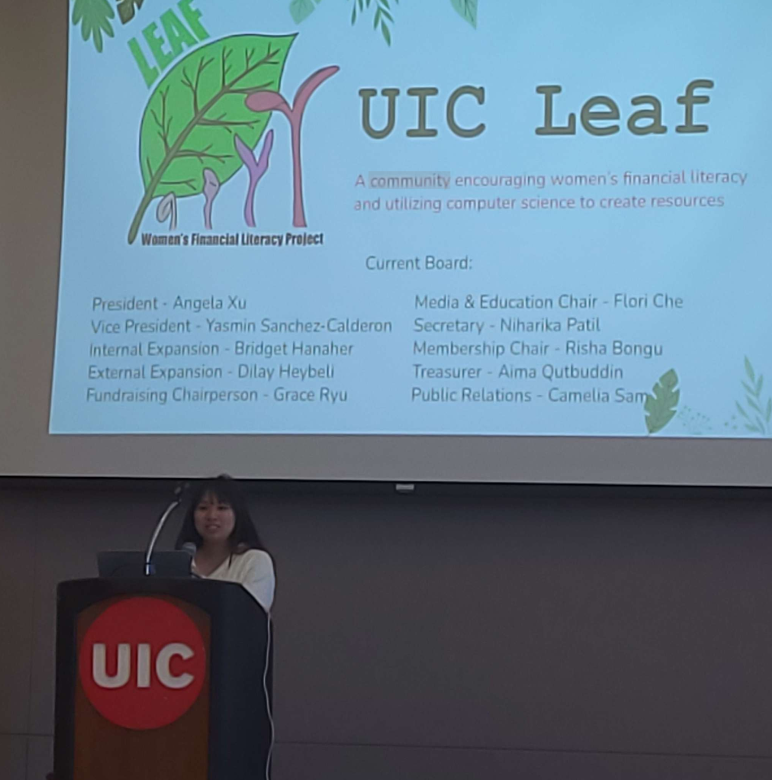 LEAF
Women's Financial Literacy Project
UIC Leaf
A community encouraging women's financial literacy
and utilizing computer science to create resources
Current Board:
President - Angela Xu
Vice President - Yasmin Sanchez-Calderon
Internal Expansion - Bridget Hanaher
External Expansion - Dilay Heybeli
Fundraising Chairperson - Grace Ryu
Media & Education Chair - Flori Che
Secretary - Niharika Patil
Membership Chair - Risha Bongu
Treasurer - Aima Qutbuddin
Public Relations - Camelia Sam
UIC